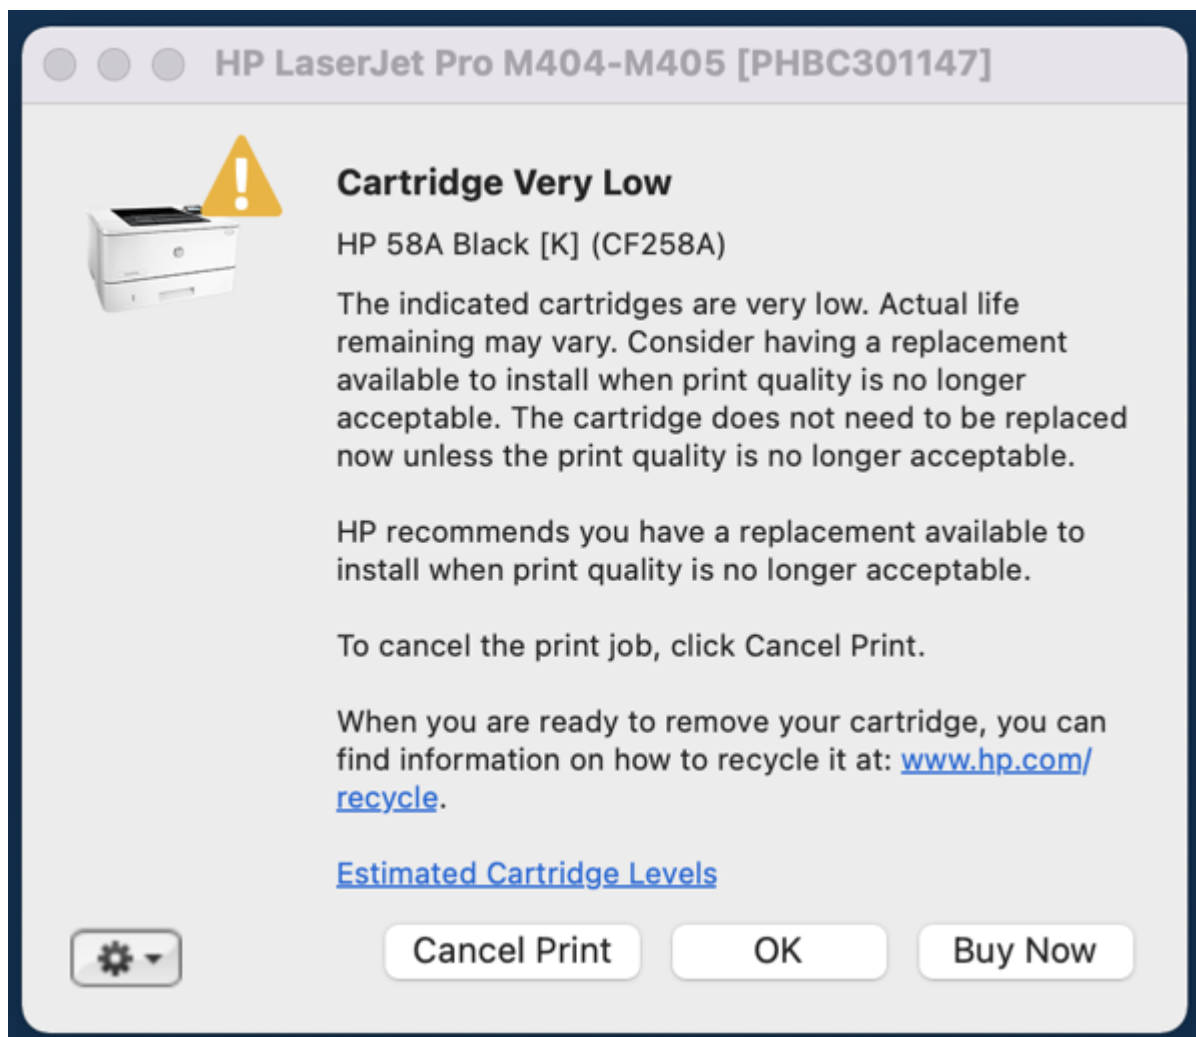 HP LaserJet Pro M404-M405 [PHBC301147]
Cartridge Very Low
HP 58A Black [K] (CF258A)
The indicated cartridges are very low. Actual life
remaining may vary. Consider having a replacement
available to install when print quality is no longer
acceptable. The cartridge does not need to be replaced
now unless the print quality is no longer acceptable.
HP recommends you have a replacement available to
install when print quality is no longer acceptable.
To cancel the print job, click Cancel Print.
When you are ready to remove your cartridge, you can
find information on how to recycle it at: www.hp.com/
recycle.
Estimated Cartridge Levels
Cancel Print
OK
Buy Now